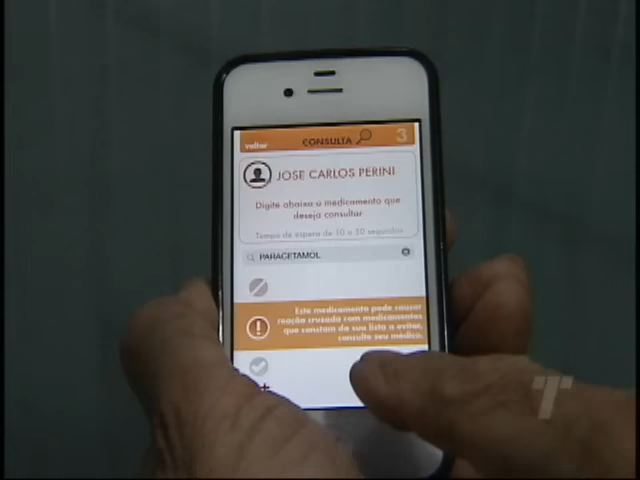 voltar CONSULTA 3
JOSE CARLOS PERINI
Digite abaixo o medicamento que
deseja consultar
Tempo de espera de 10 a 30 segundos
PARACETAMOL
Este medicamento pode causar
reação cruzada com medicamentos
que constam da sua lista a evitar,
consulte seu médico.